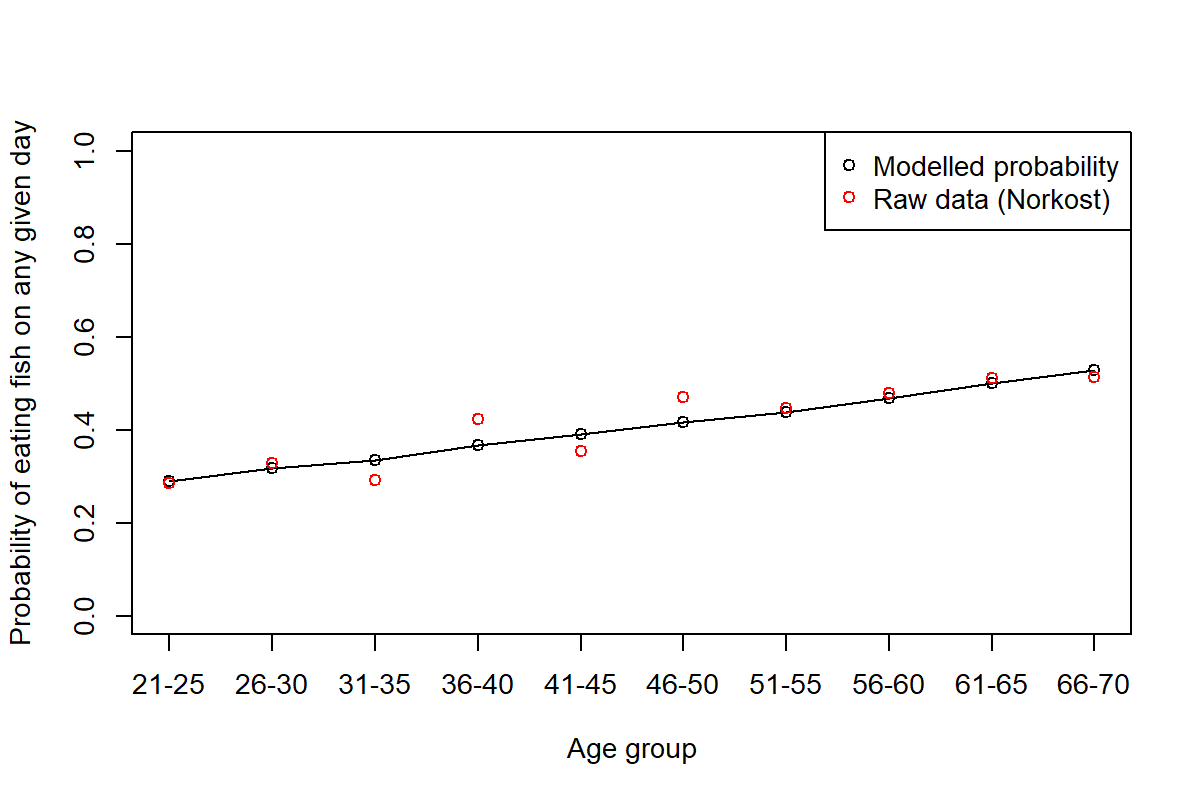 Probability of eating fish on any given day
1.0
0.8
0.6
0.4
0.2
0.0
Modelled probability
Raw data (Norkost)
21-25 26-30 31-35 36-40 41-45 46-50 51-55 56-60 61-65 66-70
Age group